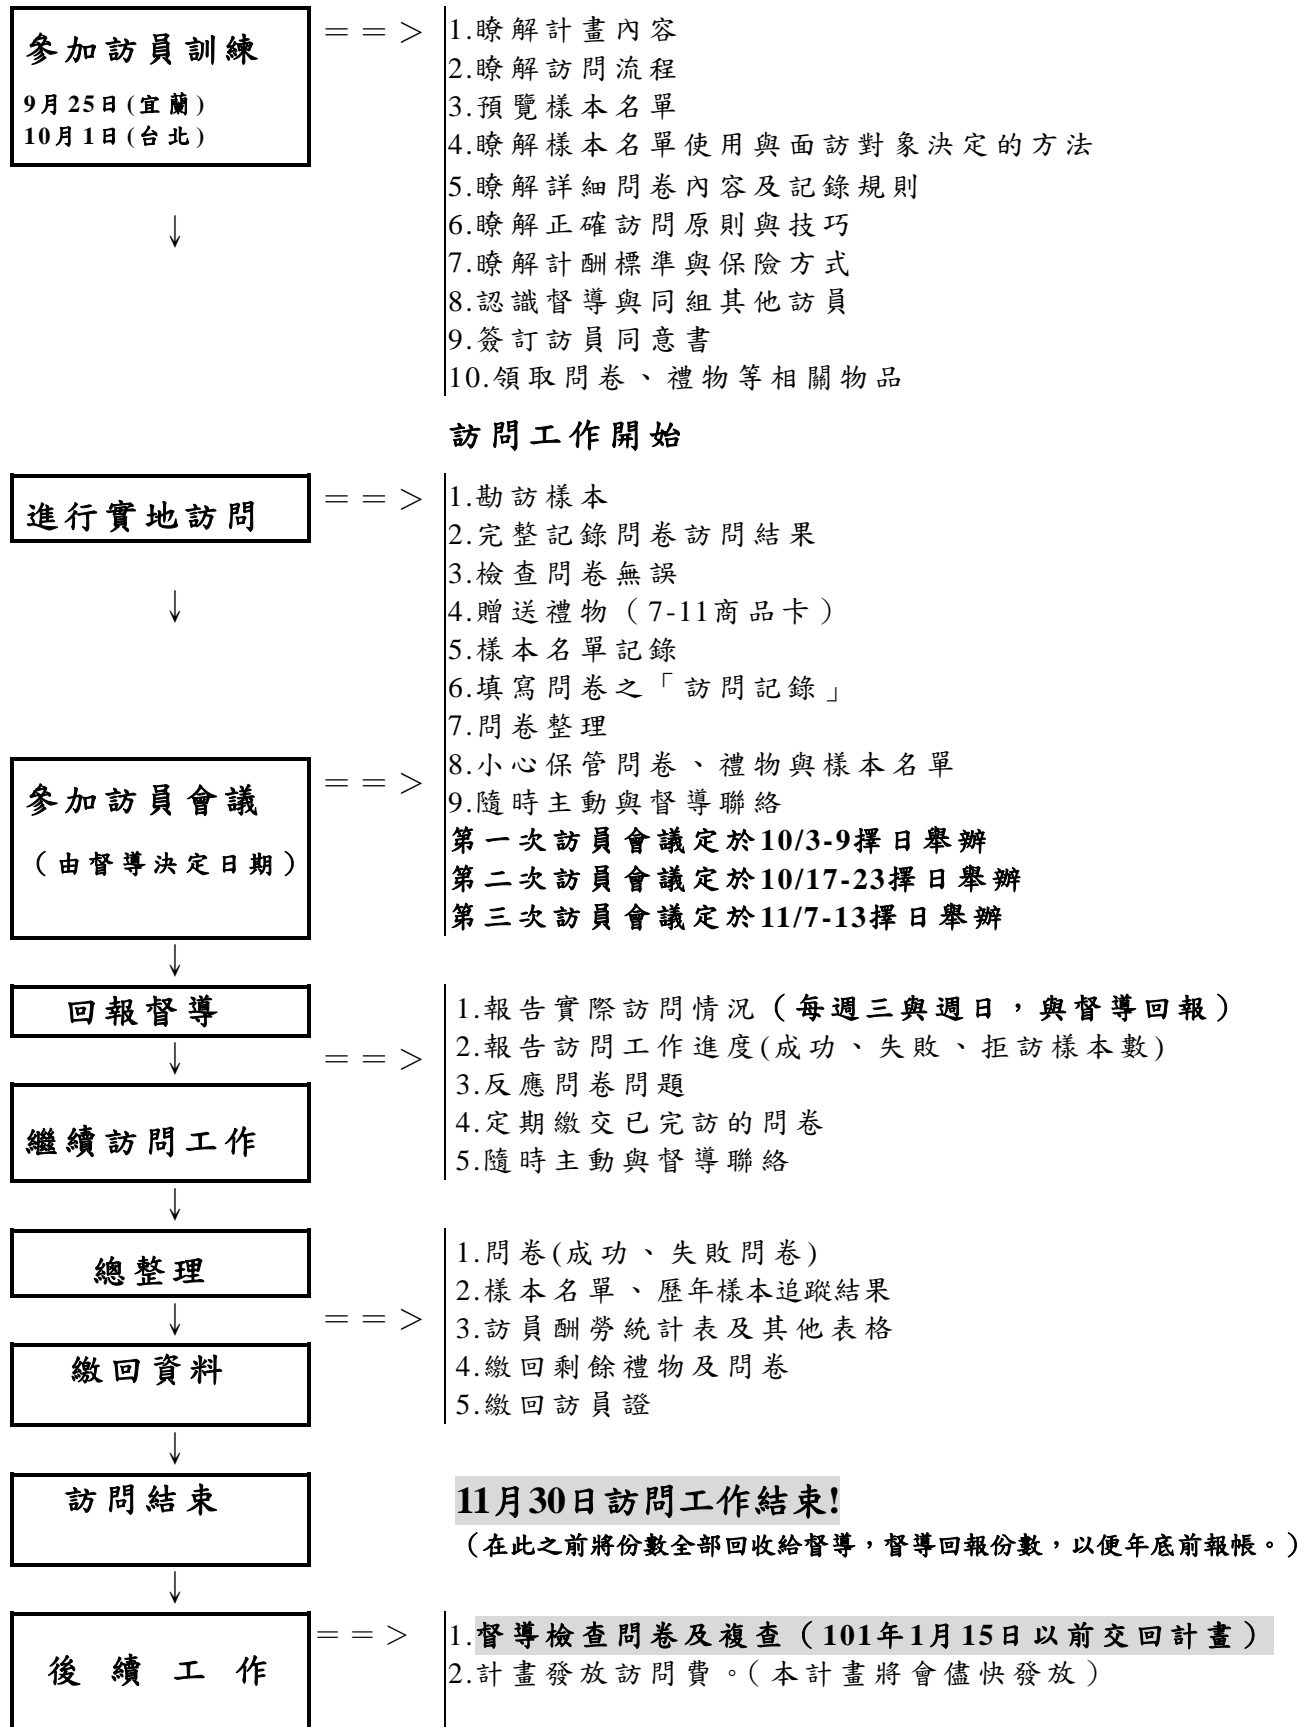 參加訪員訓練
9月25日(宜蘭)
10月1日(台北)
==>
1.瞭解計畫內容
2.瞭解訪問流程
3.預覽樣本名單
4.瞭解樣本名單使用與面訪對象決定的方法
5.瞭解詳細問卷內容及記錄規則
6.瞭解正確訪問原則與技巧
7.瞭解計酬標準與保險方式
8.認識督導與同組其他訪員
9.簽訂訪員同意書
10.領取問卷、禮物等相關物品
↓
訪問工作開始
進行實地訪問
==>
1.勘訪樣本
2.完整記錄問卷訪問結果
3.檢查問卷無誤
4.贈送禮物（7-11商品卡）
5.樣本名單記錄
6.填寫問卷之「訪問記錄」
7.問卷整理
8.小心保管問卷、禮物與樣本名單
9.隨時主動與督導聯絡
↓
參加訪員會議
（由督導決定日期）
==>
第一次訪員會議定於10/3-9擇日舉辦
第二次訪員會議定於10/17-23擇日舉辦
第三次訪員會議定於11/7-13擇日舉辦
↓
回報督導
↓
繼續訪問工作
==>
1.報告實際訪問情況（每週三與週日，與督導回報）
2.報告訪問工作進度(成功、失敗、拒訪樣本數)
3.反應問卷問題
4.定期繳交已完訪的問卷
5.隨時主動與督導聯絡
↓
總整理
↓
繳回資料
==>
1.問卷(成功、失敗問卷)
2.樣本名單、歷年樣本追蹤結果
3.訪員酬勞統計表及其他表格
4.繳回剩餘禮物及問卷
5.繳回訪員證
↓
訪問結束
11月30日訪問工作結束!
（在此之前將份數全部回收給督導，督導回報份數，以便年底前報帳。）
↓
後續工作
==>
1.督導檢查問卷及複查（101年1月15日以前交回計畫）
2.計畫發放訪問費。（本計畫將會儘快發放）